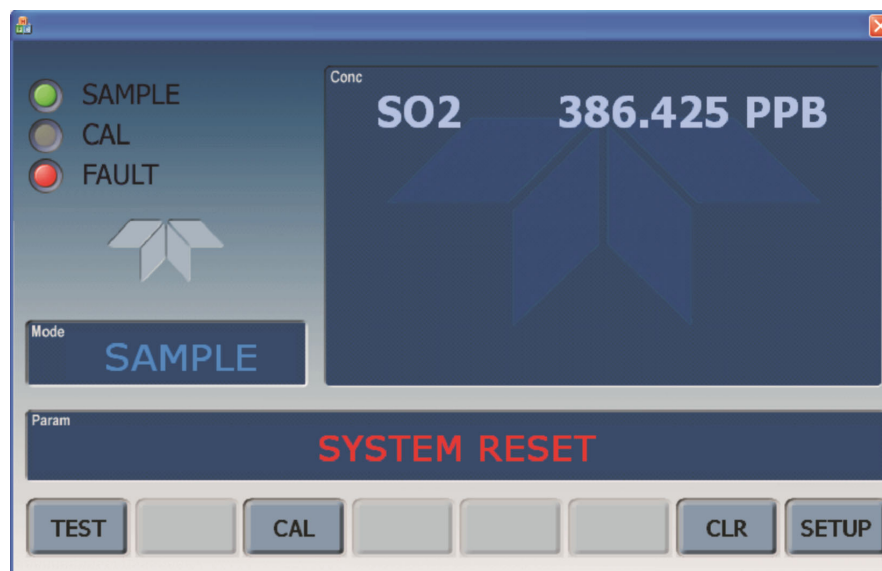 SAMPLE
CAL
FAULT
Conc
SO2 386.425 PPB
Mode
SAMPLE
Param
SYSTEM RESET
TEST CAL CLR SETUP